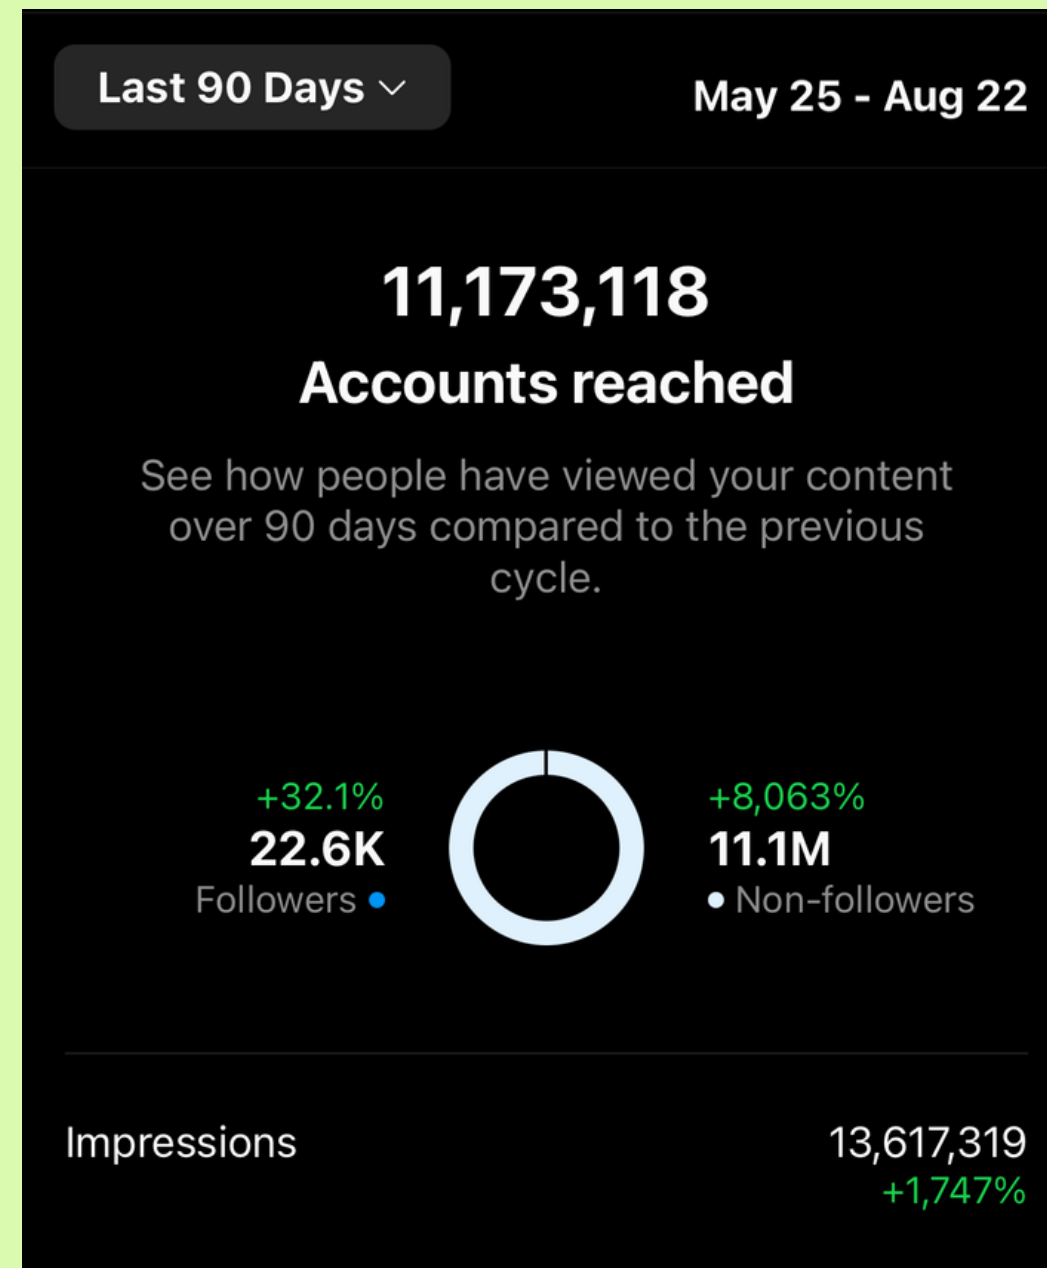 Last 90 Days
May 25 - Aug 22
11,173,118
Accounts reached
See how people have viewed your content
over 90 days compared to the previous
cycle.
+32.1%
22.6K
Followers
+8,063%
11.1M
Non-followers
Impressions
13,617,319
+1,747%